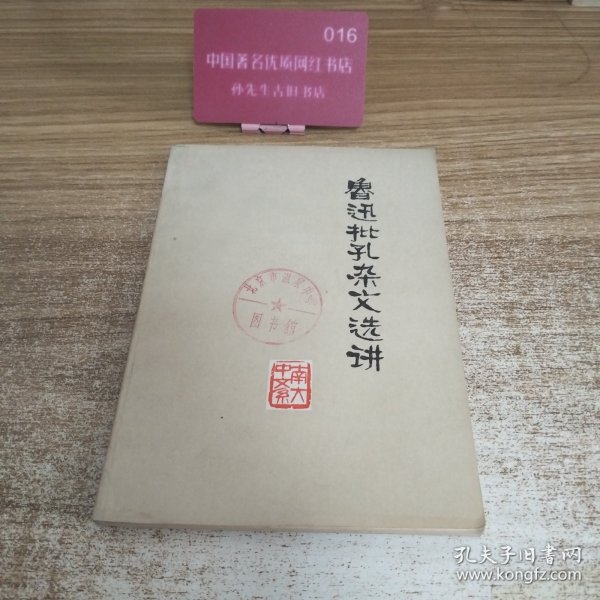 016
中国著名优质网红书店
孙先生古旧书店
鲁迅批孔杂文选讲
图书馆
南大
中文系
孔夫子旧书网
www.kongfz.com